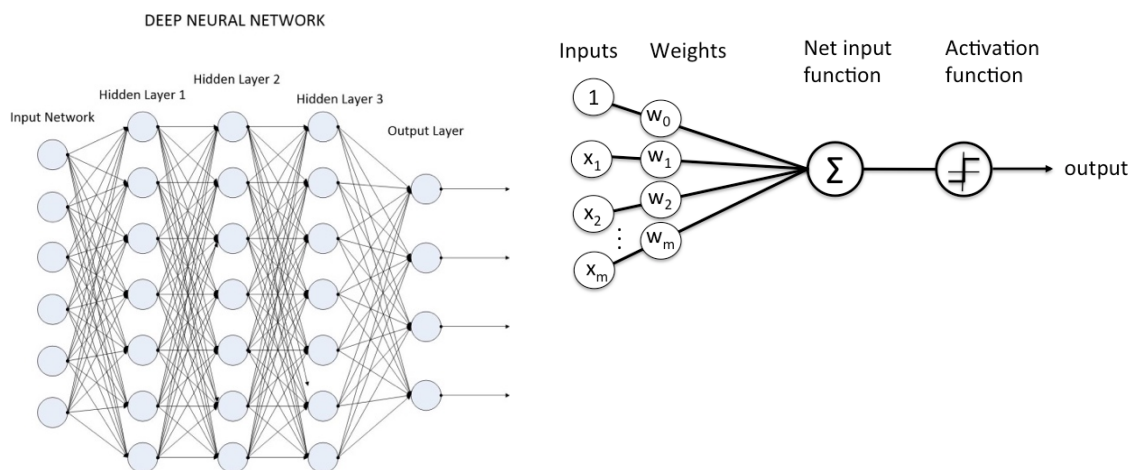 DEEP NEURAL NETWORK
Hidden Layer 2
Hidden Layer 1
Hidden Layer 3
Input Network
Output Layer
Inputs
Weights
Net input
function
Activation
function
1
w0
x1
w1
x2
w2
⋮
xm
wm
Σ
output